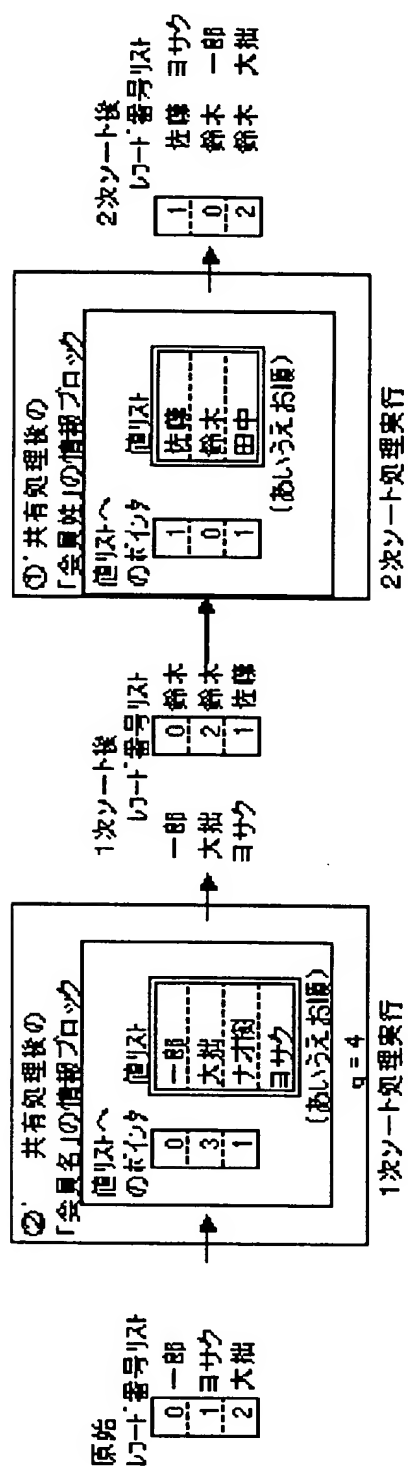 原始
レコード番号リスト
0 一郎
1 ヨサク
2 大拙
②' 共有処理後の
「会員名」の情報ブロック
値リストへ
のポインタ
0
3
1
値リスト
一郎
大拙
ヨサク
(あいうえお順)
q = 4
1次ソート処理実行
1次ソート後
レコード番号リスト
一郎 0 鈴木
大拙 2 鈴木
ヨサク 1 佐藤
①' 共有処理後の
「会員姓」の情報ブロック
値リストへ
のポインタ
1
0
1
値リスト
佐藤
鈴木
田中
(あいうえお順)
2次ソート処理実行
2次ソート後
レコード番号リスト
1 佐藤 ヨサク
0 鈴木 一郎
2 鈴木 大拙